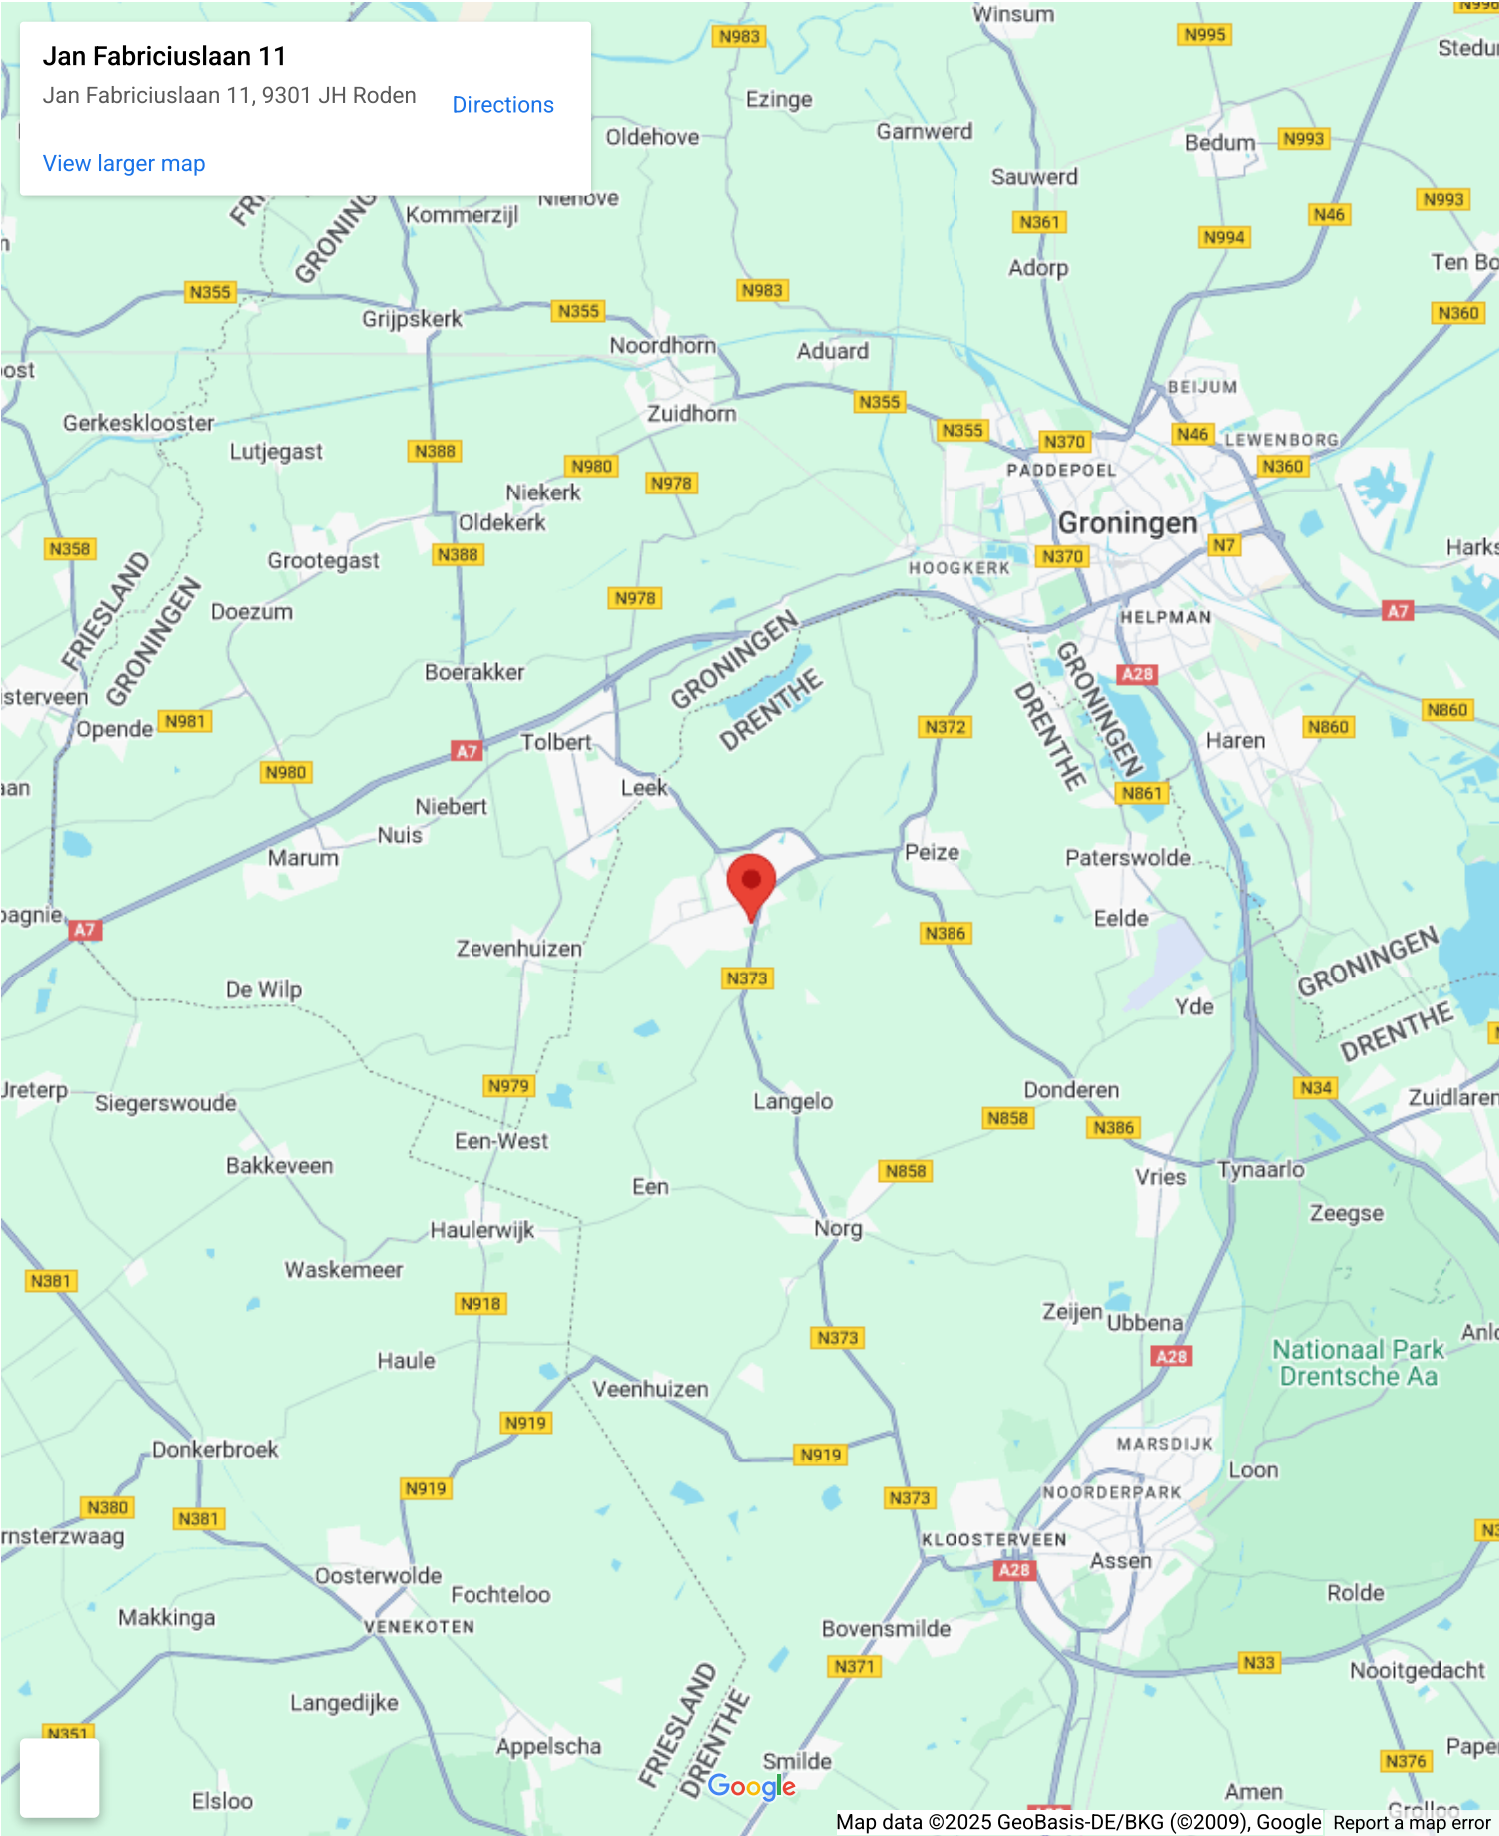 Jan Fabriciuslaan 11
Jan Fabriciuslaan 11, 9301 JH Roden
Directions
View larger map
Winsum
N983
N995
Ezinge
Oldehove
Garnwerd
Bedum
N993
Sauwerd
N993
Niehove
Kommerzijl
GRONING
N361
N46
N994
Adorp
N355
N983
N360
N355
Grijpskerk
Noordhorn
Aduard
BEIJUM
Zuidhorn
N355
Gerkesklooster
N355
N370
N46
LEWENBORG
Lutjegast
N388
N980
N978
PADDEPOEL
N360
Niekerk
Oldekerk
Groningen
N358
Grootegast
N388
N370
N7
HOOGKERK
N978
Doezum
FRIESLAND
GRONINGEN
A7
HELPMAN
Boerakker
GRONINGEN
DRENTHE
GRONINGEN
DRENTHE
A28
sterveen
Opende
N981
N860
N860
N372
Tolbert
A7
Haren
N980
Leek
N861
Niebert
Nuis
Marum
Peize
Paterswolde
Eelde
A7
N386
Zevenhuizen
GRONINGEN
N373
De Wilp
Yde
DRENTHE
N979
N34
Ureterp
Siegerswoude
Langelo
Donderen
Zuidlaren
N858
N386
Een-West
Bakkeveen
N858
Tynaarlo
Vries
Een
Zeegse
Haulerwijk
Norg
Waskemeer
N381
N918
Zeijen
Ubbena
N373
Nationaal Park
Drentsche Aa
A28
Haule
Veenhuizen
N919
Donkerbroek
MARSDIJK
N919
Loon
N919
NOORDERPARK
N373
N380
N381
rnsterzwaag
KLOOSTERVEEN
Assen
A28
Oosterwolde
Fochteloo
Rolde
Makkinga
VENEKOTEN
Bovensmilde
N371
N33
Nooitgedacht
FRIESLAND
DRENTHE
Langedijke
N351
Appelscha
Smilde
N376
Elsloo
Amen
Grolloo
Google
Map data ©2025 GeoBasis-DE/BKG (©2009), Google
Report a map error